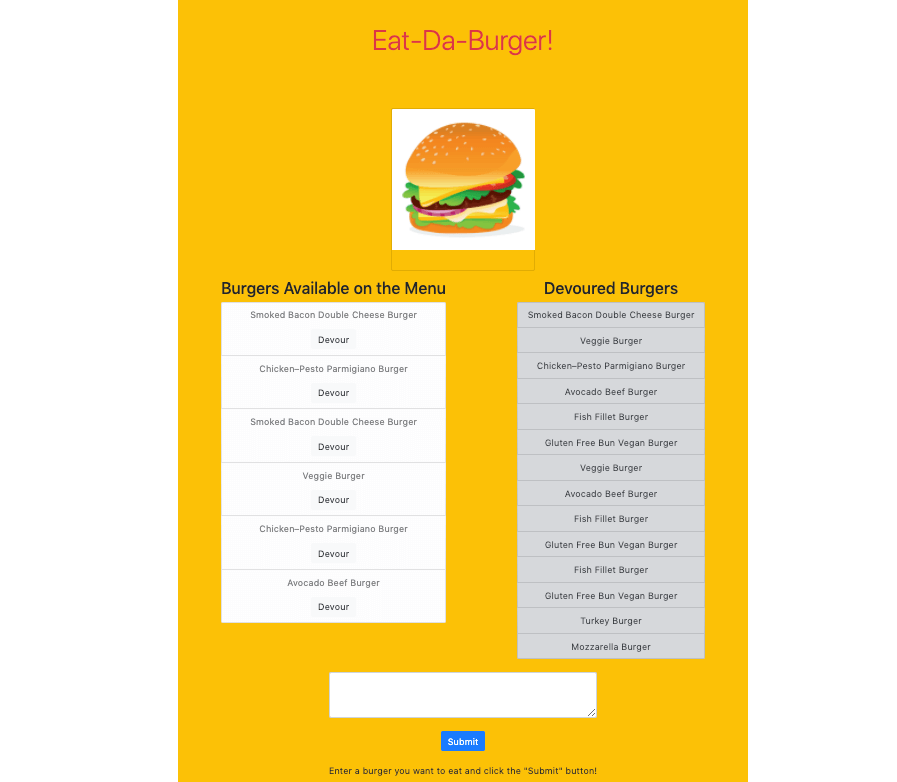 Eat-Da-Burger!
Burgers Available on the Menu
Smoked Bacon Double Cheese Burger
Devour
Chicken–Pesto Parmigiano Burger
Devour
Smoked Bacon Double Cheese Burger
Devour
Veggie Burger
Devour
Chicken–Pesto Parmigiano Burger
Devour
Avocado Beef Burger
Devour
Devoured Burgers
Smoked Bacon Double Cheese Burger
Veggie Burger
Chicken–Pesto Parmigiano Burger
Avocado Beef Burger
Fish Fillet Burger
Gluten Free Bun Vegan Burger
Veggie Burger
Avocado Beef Burger
Fish Fillet Burger
Gluten Free Bun Vegan Burger
Fish Fillet Burger
Gluten Free Bun Vegan Burger
Turkey Burger
Mozzarella Burger
Submit
Enter a burger you want to eat and click the "Submit" button!